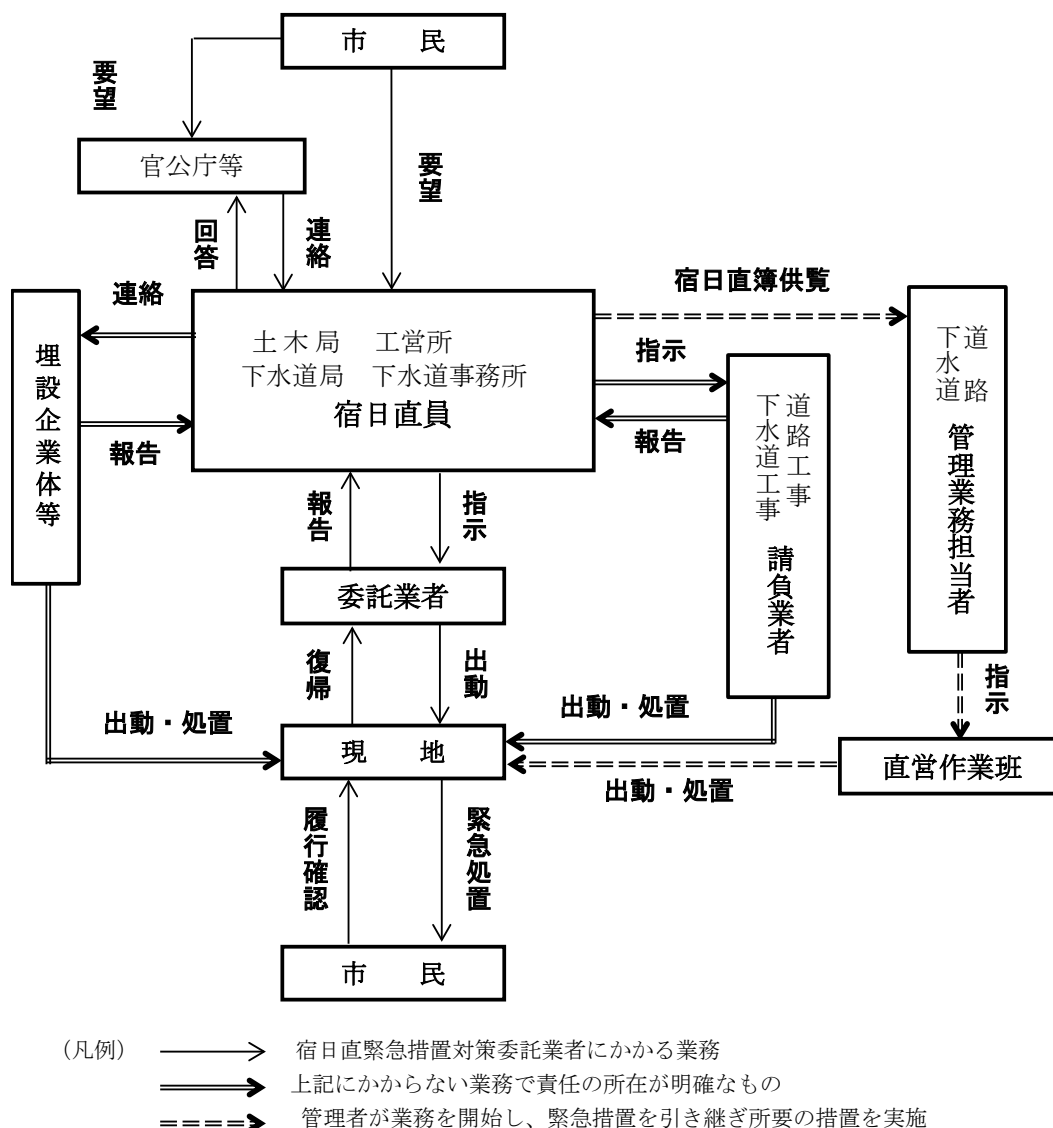 市　民
要望
官公庁等
要望
回答
連絡
連絡
宿日直簿供覧
土木局　工営所
下水道局　下水道事務所
宿日直員
指示
報告
報告
埋設企業体等
道路工事
下水道工事
請負業者
道路
下水道
管理業務担当者
報告
指示
委託業者
復帰
出動
指示
出動・処置
出動・処置
現　地
直営作業班
出動・処置
履行確認
緊急処置
市　民
（凡例）
宿日直緊急措置対策委託業者にかかる業務
上記にかからない業務で責任の所在が明確なもの
管理者が業務を開始し、緊急措置を引き継ぎ所要の措置を実施